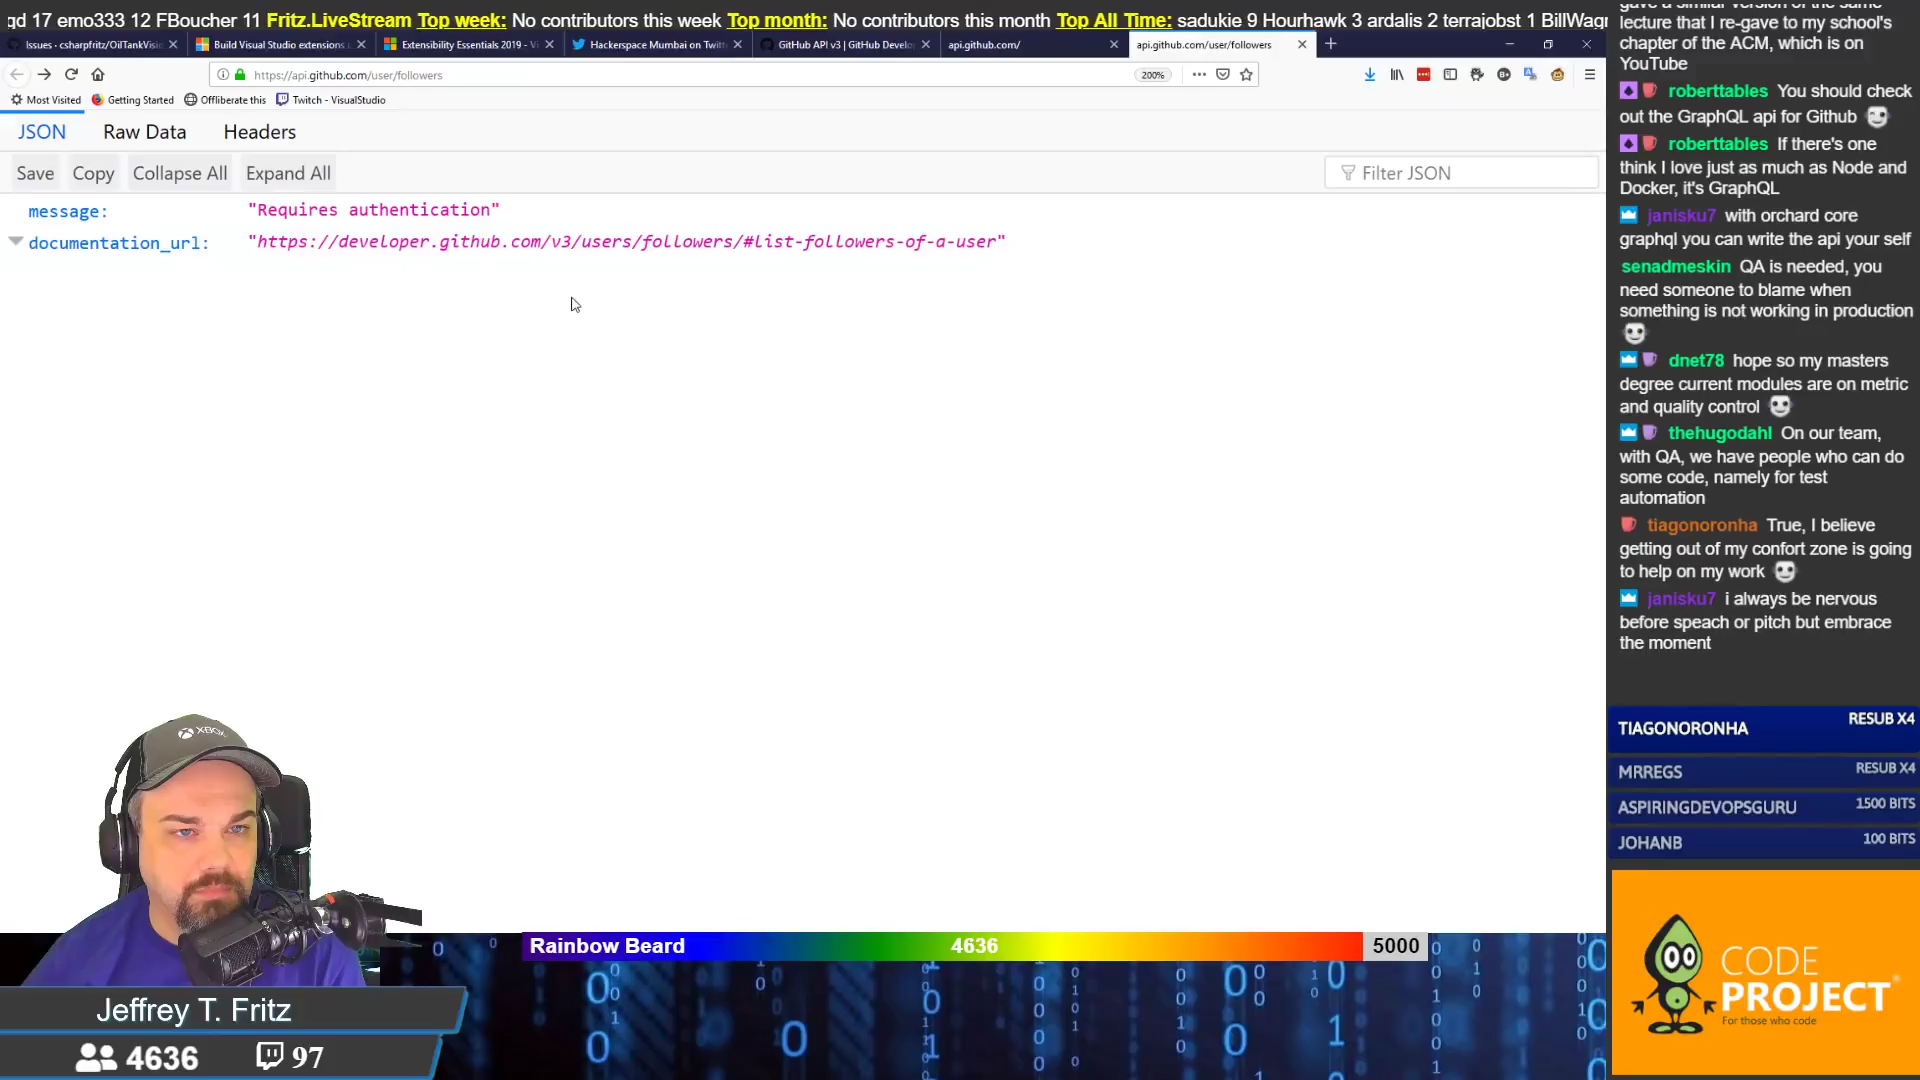 gd 17 emo333 12 FBoucher 11 Fritz.LiveStream Top week: No contributors this week Top month: No contributors this month Top All Time: sadukie 9 Hourhawk 3 ardalis 2 terrajobst 1 BillWagn
Issues · csharpfritz/OilTankVisi
Build Visual Studio extensions
Extensibility Essentials 2019 - Vi
Hackerspace Mumbai on Twitt
GitHub API v3 | GitHub Develo
api.github.com/
api.github.com/user/followers
https://api.github.com/user/followers
200%
Most Visited
Getting Started
Offliberate this
Twitch - VisualStudio
JSON
Raw Data
Headers
Save
Copy
Collapse All
Expand All
Filter JSON
message: "Requires authentication"
documentation_url: "https://developer.github.com/v3/users/followers/#list-followers-of-a-user"
gave a similar version of the same
lecture that I re-gave to my school's
chapter of the ACM, which is on
YouTube
roberttables You should check
out the GraphQL api for Github
roberttables If there's one
think I love just as much as Node and
Docker, it's GraphQL
janisku7 with orchard core
graphql you can write the api your self
senadmeskin QA is needed, you
need someone to blame when
something is not working in production
dnet78 hope so my masters
degree current modules are on metric
and quality control
thehugodahl On our team,
with QA, we have people who can do
some code, namely for test
automation
tiagonoronha True, I believe
getting out of my confort zone is going
to help on my work
janisku7 i always be nervous
before speach or pitch but embrace
the moment
TIAGONORONHA RESUB X4
MRREGS RESUB X4
ASPIRINGDEVOPSGURU 1500 BITS
JOHANB 100 BITS
CODE
PROJECT®
For those who code
XBOX
Rainbow Beard 4636 5000
Jeffrey T. Fritz
4636 97